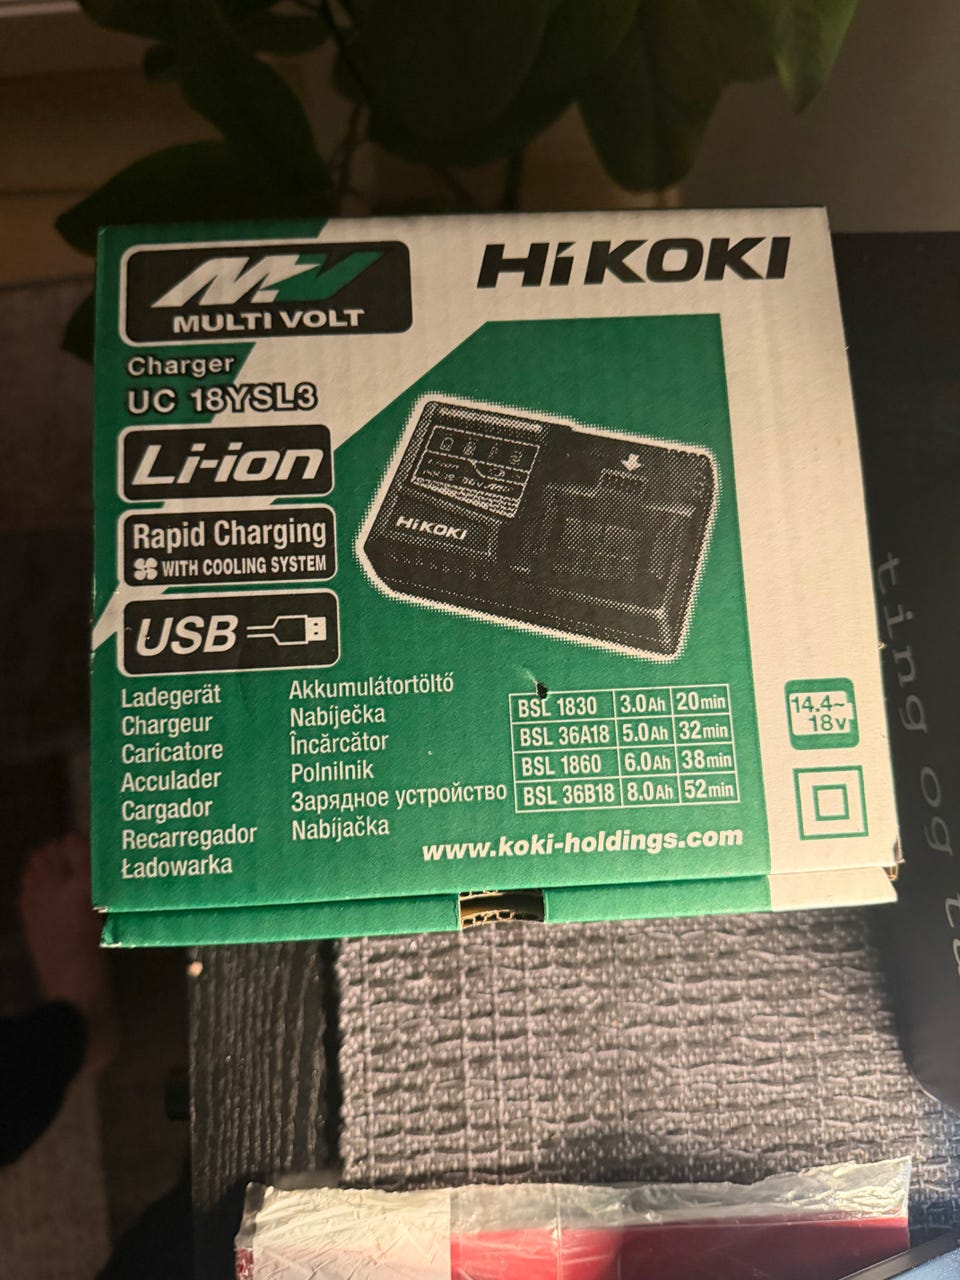 MULTI VOLT
HiKOKI
Charger
UC 18YSL3
Li-ion
Rapid Charging
WITH COOLING SYSTEM
USB
HiKOKI
Ladegerät
Chargeur
Caricatore
Acculader
Cargador
Recarregador
Ładowarka
Akkumulátortöltő
Nabíječka
Încărcător
Polnilnik
Зарядное устройство
Nabíjačka
BSL 1830 3.0Ah 20min
BSL 36A18 5.0Ah 32min
BSL 1860 6.0Ah 38min
BSL 36B18 8.0Ah 52min
www.koki-holdings.com
14.4~
18v
ting og